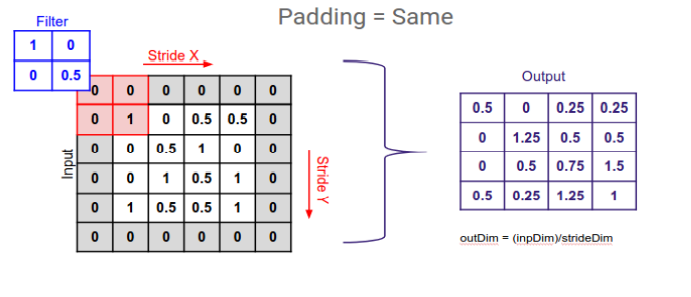 Padding = Same
Filter
1 0
0 0.5
Stride X
Input
0 0 0 0 0 0
0 1 0 0.5 0.5 0
0 0 0.5 1 0 0
0 0 1 0.5 1 0
0 1 0.5 0.5 1 0
0 0 0 0 0 0
Stride Y
Output
0.5 0 0.25 0.25
0 1.25 0.5 0.5
0 0.5 0.75 1.5
0.5 0.25 1.25 1
outDim = (inpDim)/strideDim